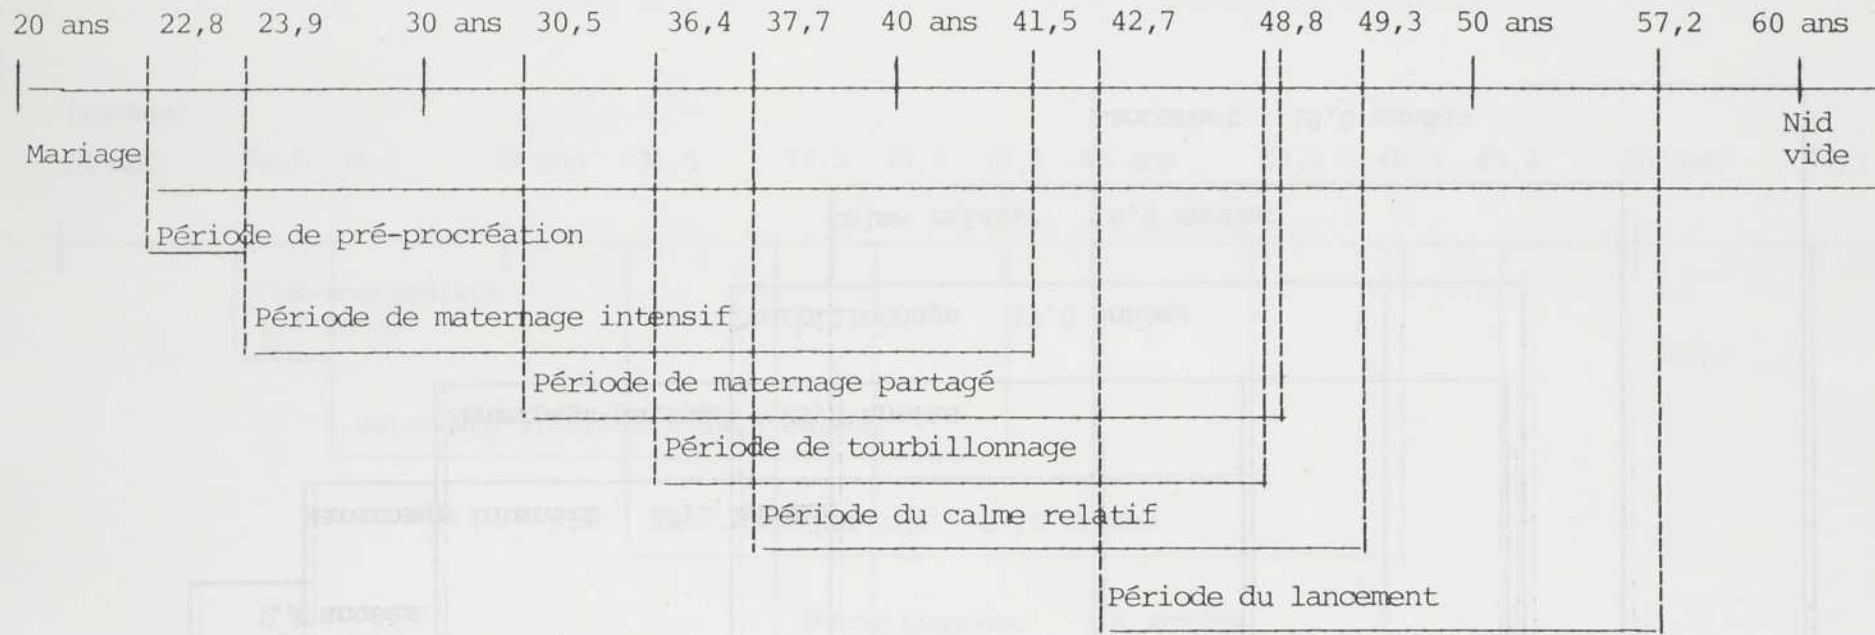 20 ans 22,8 23,9 30 ans 30,5 36,4 37,7 40 ans 41,5 42,7 48,8 49,3 50 ans 57,2 60 ans
Mariage
Nid
vide
Période de pré-procréation
Période de maternage intensif
Période de maternage partagé
Période de tourbillonnage
Période du calme relatif
Période du lancement